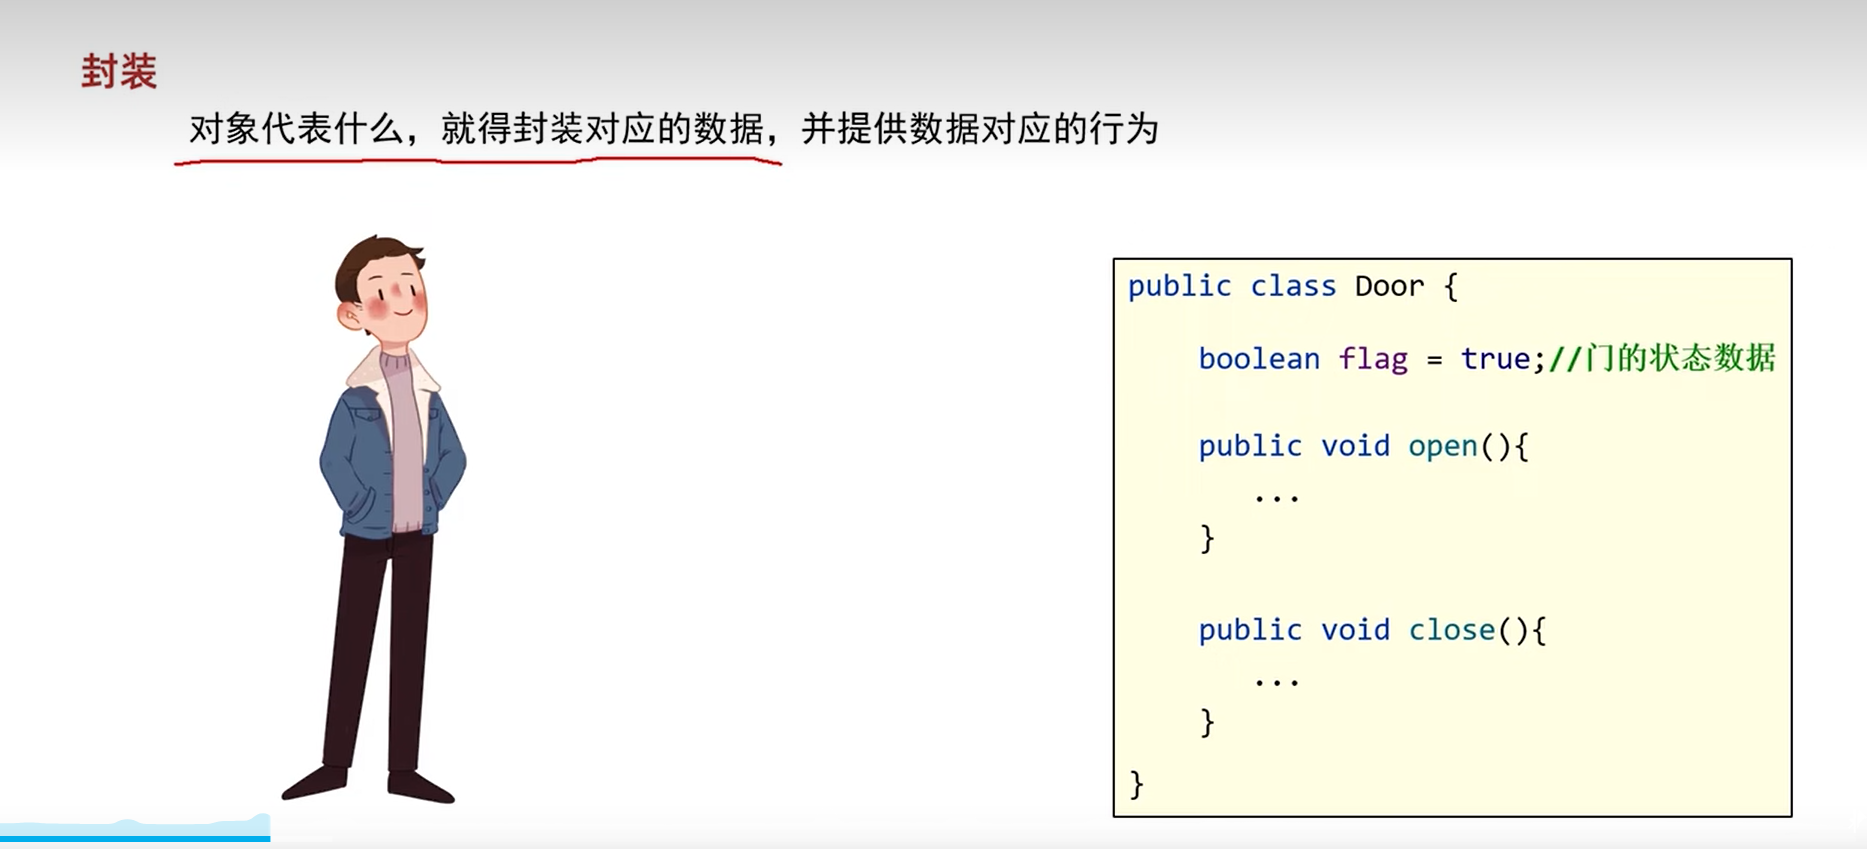 封装
对象代表什么，就得封装对应的数据，并提供数据对应的行为
public class Door {
boolean flag = true;//门的状态数据
public void open(){
...
}
public void close(){
...
}
}